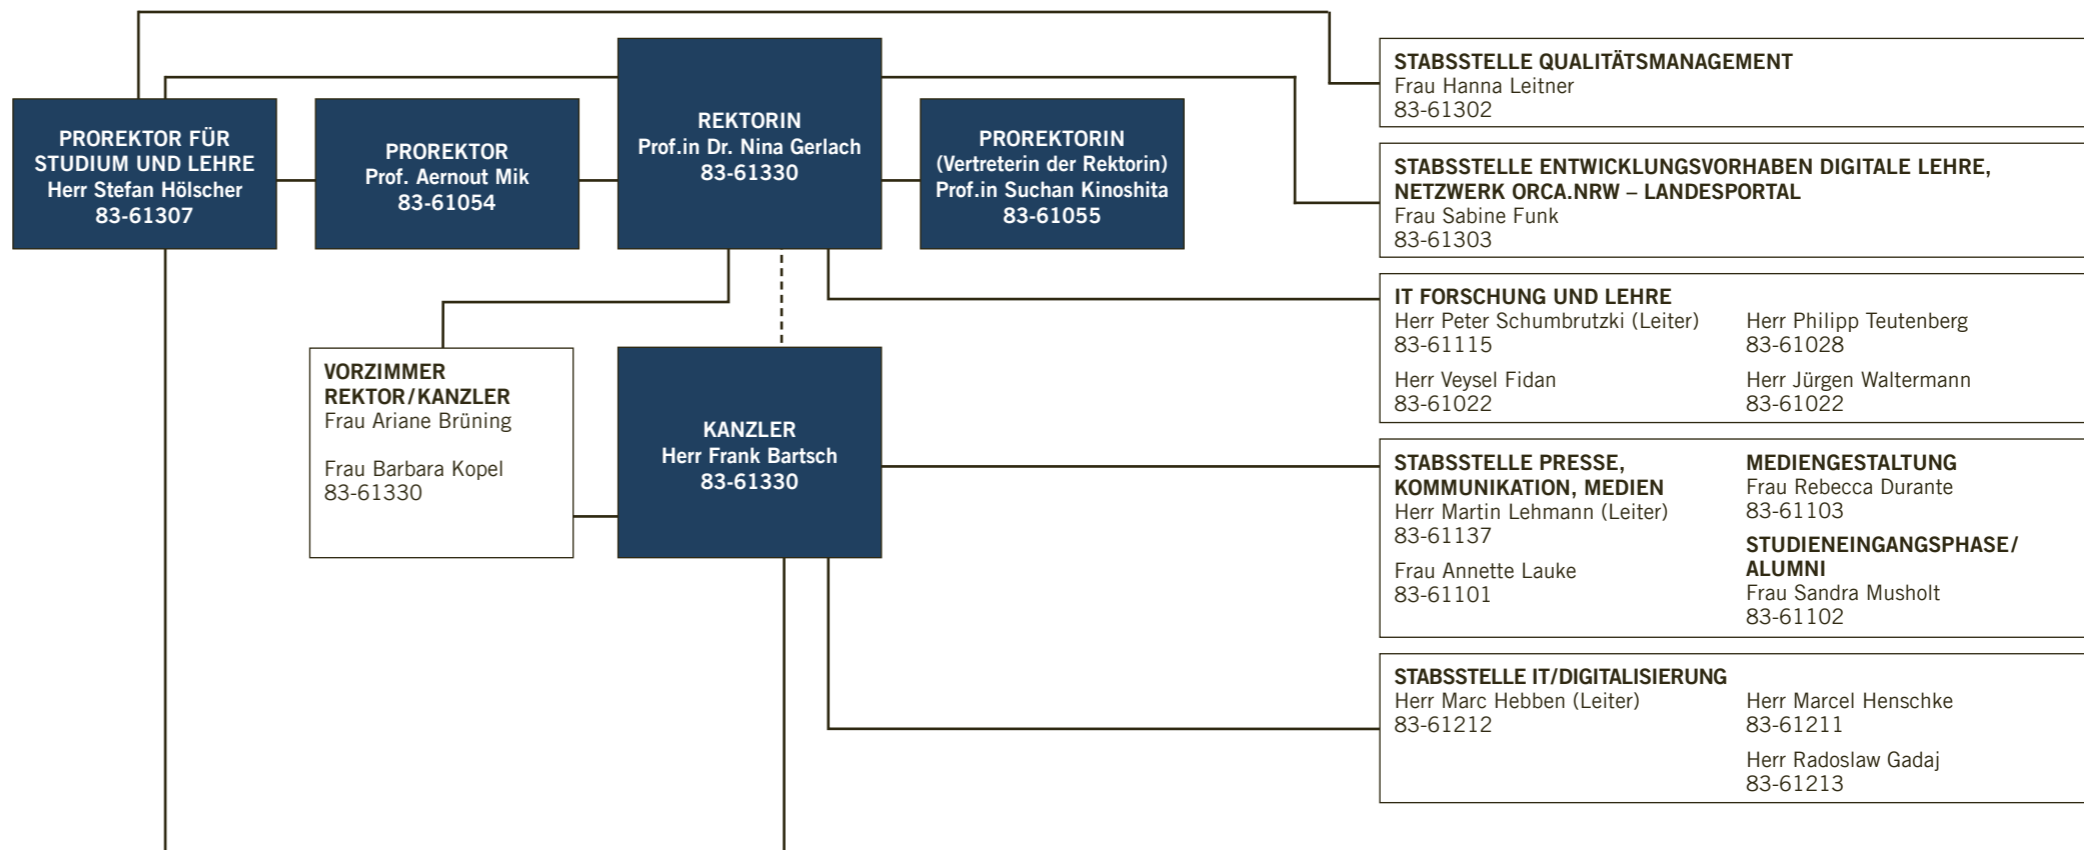 PROREKTOR FÜR
STUDIUM UND LEHRE
Herr Stefan Hölscher
83-61307
PROREKTOR
Prof. Aernout Mik
83-61054
REKTORIN
Prof.in Dr. Nina Gerlach
83-61330
PROREKTORIN
(Vertreterin der Rektorin)
Prof.in Suchan Kinoshita
83-61055
VORZIMMER
REKTOR/KANZLER
Frau Ariane Brüning
Frau Barbara Kopel
83-61330
KANZLER
Herr Frank Bartsch
83-61330
STABSSTELLE QUALITÄTSMANAGEMENT
Frau Hanna Leitner
83-61302
STABSSTELLE ENTWICKLUNGSVORHABEN DIGITALE LEHRE,
NETZWERK ORCA.NRW – LANDESPORTAL
Frau Sabine Funk
83-61303
IT FORSCHUNG UND LEHRE
Herr Peter Schumbrutzki (Leiter)
83-61115
Herr Veysel Fidan
83-61022
Herr Philipp Teutenberg
83-61028
Herr Jürgen Waltermann
83-61022
STABSSTELLE PRESSE,
KOMMUNIKATION, MEDIEN
Herr Martin Lehmann (Leiter)
83-61137
Frau Annette Lauke
83-61101
MEDIENGESTALTUNG
Frau Rebecca Durante
83-61103
STUDIENEINGANGSPHASE/
ALUMNI
Frau Sandra Musholt
83-61102
STABSSTELLE IT/DIGITALISIERUNG
Herr Marc Hebben (Leiter)
83-61212
Herr Marcel Henschke
83-61211
Herr Radoslaw Gadaj
83-61213